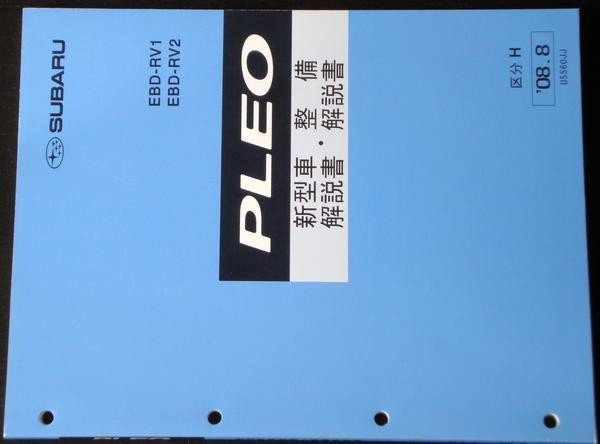 SUBARU
EBD-RV1
EBD-RV2
PLEO
新型車 整備
解説書・解説書
区分 H
'08.8
U5560JJ
PLEO